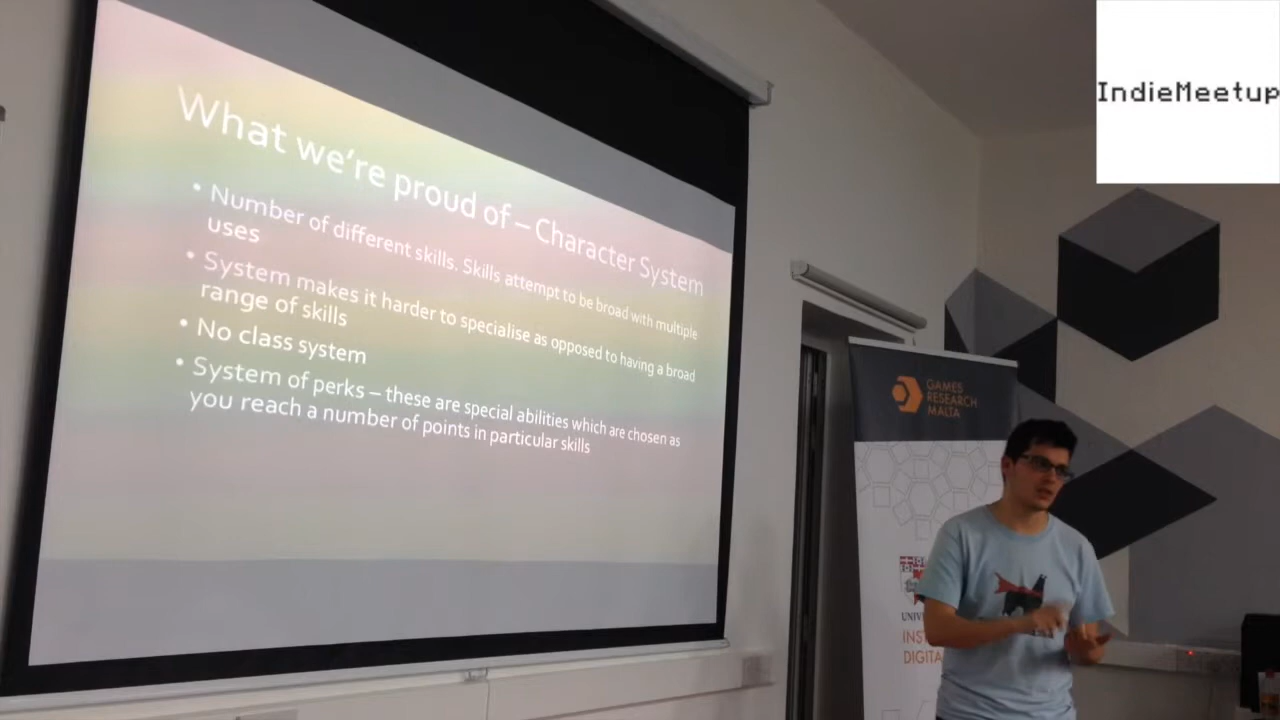 IndieMeetup
What we're proud of – Character System
• Number of different skills. Skills attempt to be broad with multiple
uses
• System makes it harder to specialise as opposed to having a broad
range of skills
• No class system
• System of perks – these are special abilities which are chosen as
you reach a number of points in particular skills
GAMES
RESEARCH
MALTA
UNIV
INST
DIGITA